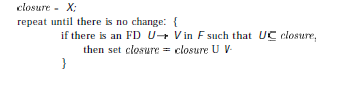 closure - X;
repeat until there is no change: {
if there is an FD U→ V in F such that U⊆ closure,
then set closure = closure U V·
}